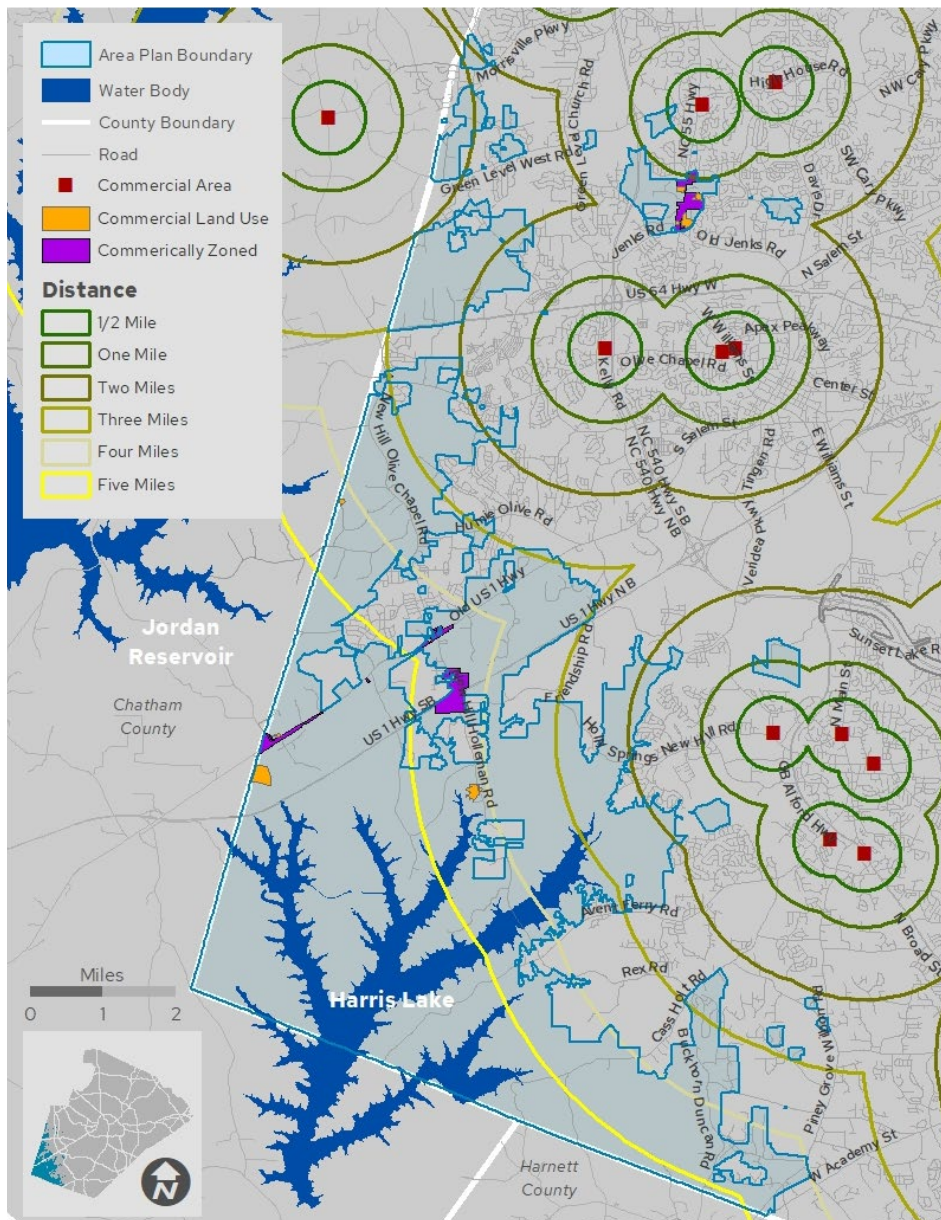 Area Plan Boundary
Water Body
County Boundary
Road
Commercial Area
Commercial Land Use
Commerically Zoned
Distance
1/2 Mile
One Mile
Two Miles
Three Miles
Four Miles
Five Miles
Morrisville Pkwy
Green Level Church Rd
NC 55 Hwy
High House Rd
NW Cary Pkwy
Green Level West Rd
Davis Dr
SW Cary Pkwy
Jenks Rd
Old Jenks Rd
N Salem St
US 64 Hwy W
W Williams St
Apex Peakway
Olive Chapel Rd
Kelly Rd
Center St
New Hill Olive Chapel Rd
S Salem St
NC 540 Hwy SB
NC 540 Hwy NB
Tingen Rd
E Williams St
Humie Olive Rd
Veridea Pkwy
Old US 1 Hwy
US 1 Hwy NB
Jordan
Reservoir
Friendship Rd
Sunset Lake R
Chatham
County
N Main St
US 1 Hwy SB
Holly Springs New Hill Rd
Hill Holleman Rd
GB Alford Hwy
Avent Ferry Rd
N Broad St
Rex Rd
Cass Holt Rd
Miles
0 1 2
Harris Lake
Buckhorn Duncan Rd
Piney Grove Wilbon Rd
W Academy St
Harnett
County
N